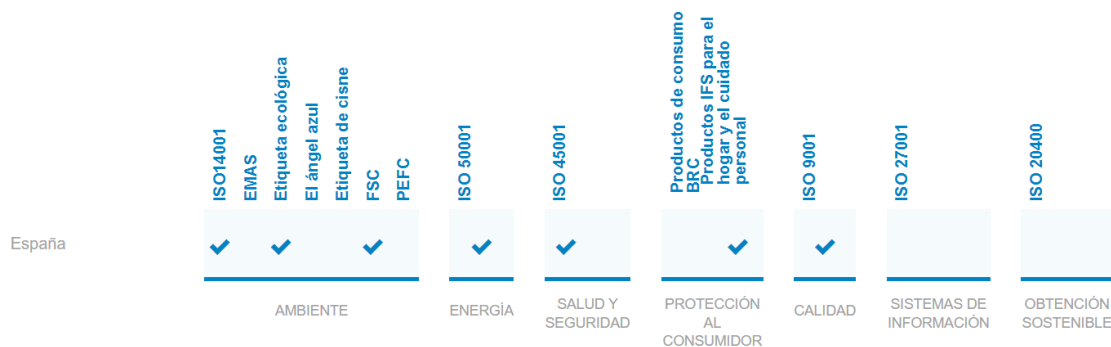 ISO14001
EMAS
Etiqueta ecológica
El ángel azul
Etiqueta de cisne
FSC
PEFC
ISO 50001
ISO 45001
Productos de consumo
BRC
Productos IFS para el
hogar y el cuidado
personal
ISO 9001
ISO 27001
ISO 20400
España
AMBIENTE
ENERGÍA
SALUD Y
SEGURIDAD
PROTECCIÓN
AL
CONSUMIDOR
CALIDAD
SISTEMAS DE
INFORMACIÓN
OBTENCIÓN
SOSTENIBLE